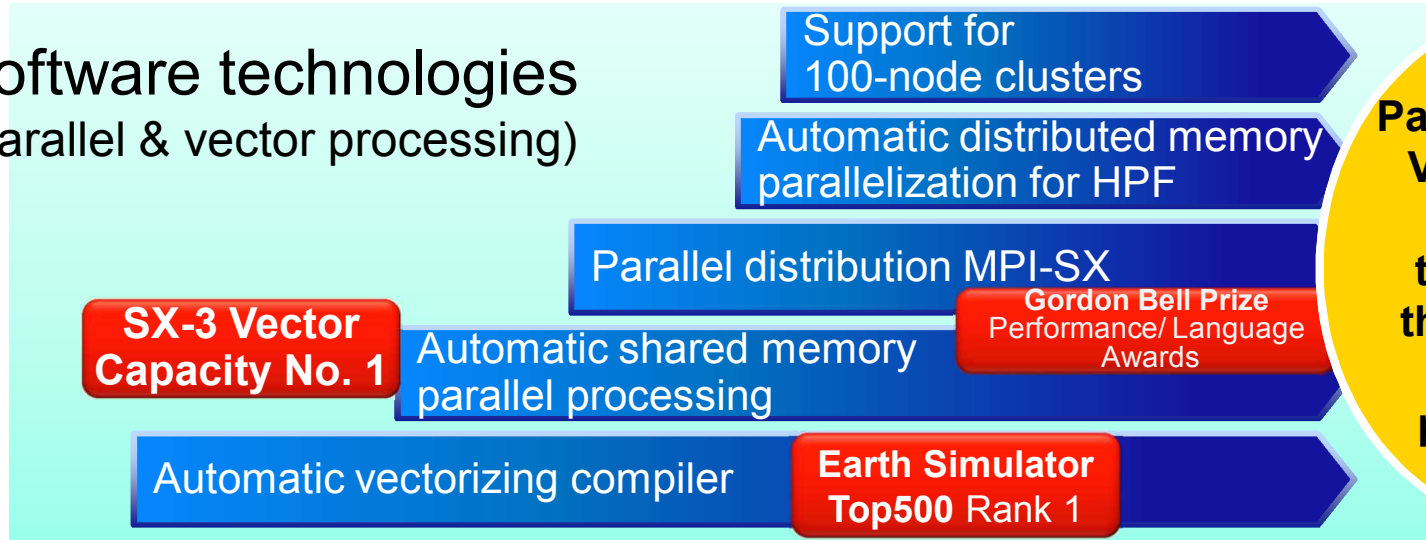 oftware technologies
arallel & vector processing)
Support for
100-node clusters
Automatic distributed memory
parallelization for HPF
Parallel distribution MPI-SX
Gordon Bell Prize
Performance/ Language
Awards
SX-3 Vector
Capacity No. 1
Automatic shared memory
parallel processing
Automatic vectorizing compiler
Earth Simulator
Top500 Rank 1
Pa
V
t
th